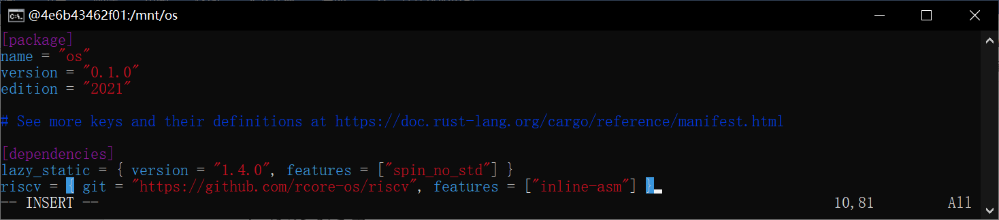 @4e6b43462f01:/mnt/os
[package]
name = "os"
version = "0.1.0"
edition = "2021"
# See more keys and their definitions at https://doc.rust-lang.org/cargo/reference/manifest.html
[dependencies]
lazy_static = { version = "1.4.0", features = ["spin_no_std"] }
riscv = { git = "https://github.com/rcore-os/riscv", features = ["inline-asm"] }
-- INSERT -- 10,81 All